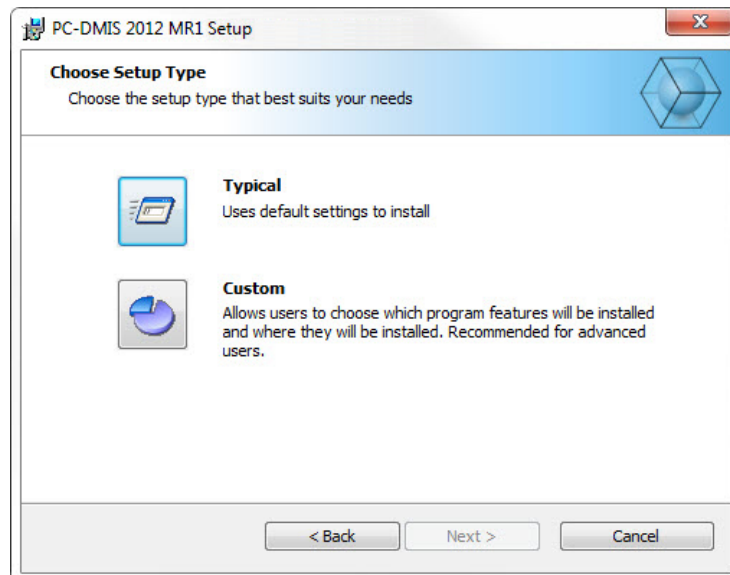 PC-DMIS 2012 MR1 Setup
Choose Setup Type
Choose the setup type that best suits your needs
Typical
Uses default settings to install
Custom
Allows users to choose which program features will be installed
and where they will be installed. Recommended for advanced
users.
< Back
Next >
Cancel